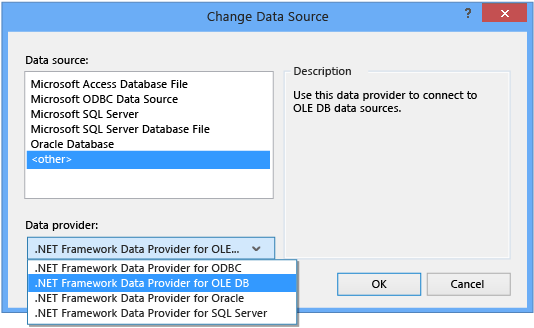 Change Data Source
?
Data source:
Microsoft Access Database File
Microsoft ODBC Data Source
Microsoft SQL Server
Microsoft SQL Server Database File
Oracle Database
<other>
Description
Use this data provider to connect to
OLE DB data sources.
Data provider:
.NET Framework Data Provider for OLE...
.NET Framework Data Provider for ODBC
.NET Framework Data Provider for OLE DB
.NET Framework Data Provider for Oracle
.NET Framework Data Provider for SQL Server
OK
Cancel